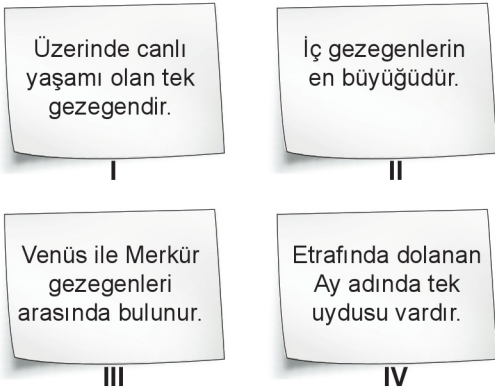 Üzerinde canlı
yaşamı olan tek
gezegendir.
I
İç gezegenlerin
en büyüğüdür.
II
Venüs ile Merkür
gezegenleri
arasında bulunur.
III
Etrafında dolanan
Ay adında tek
uydusu vardır.
IV